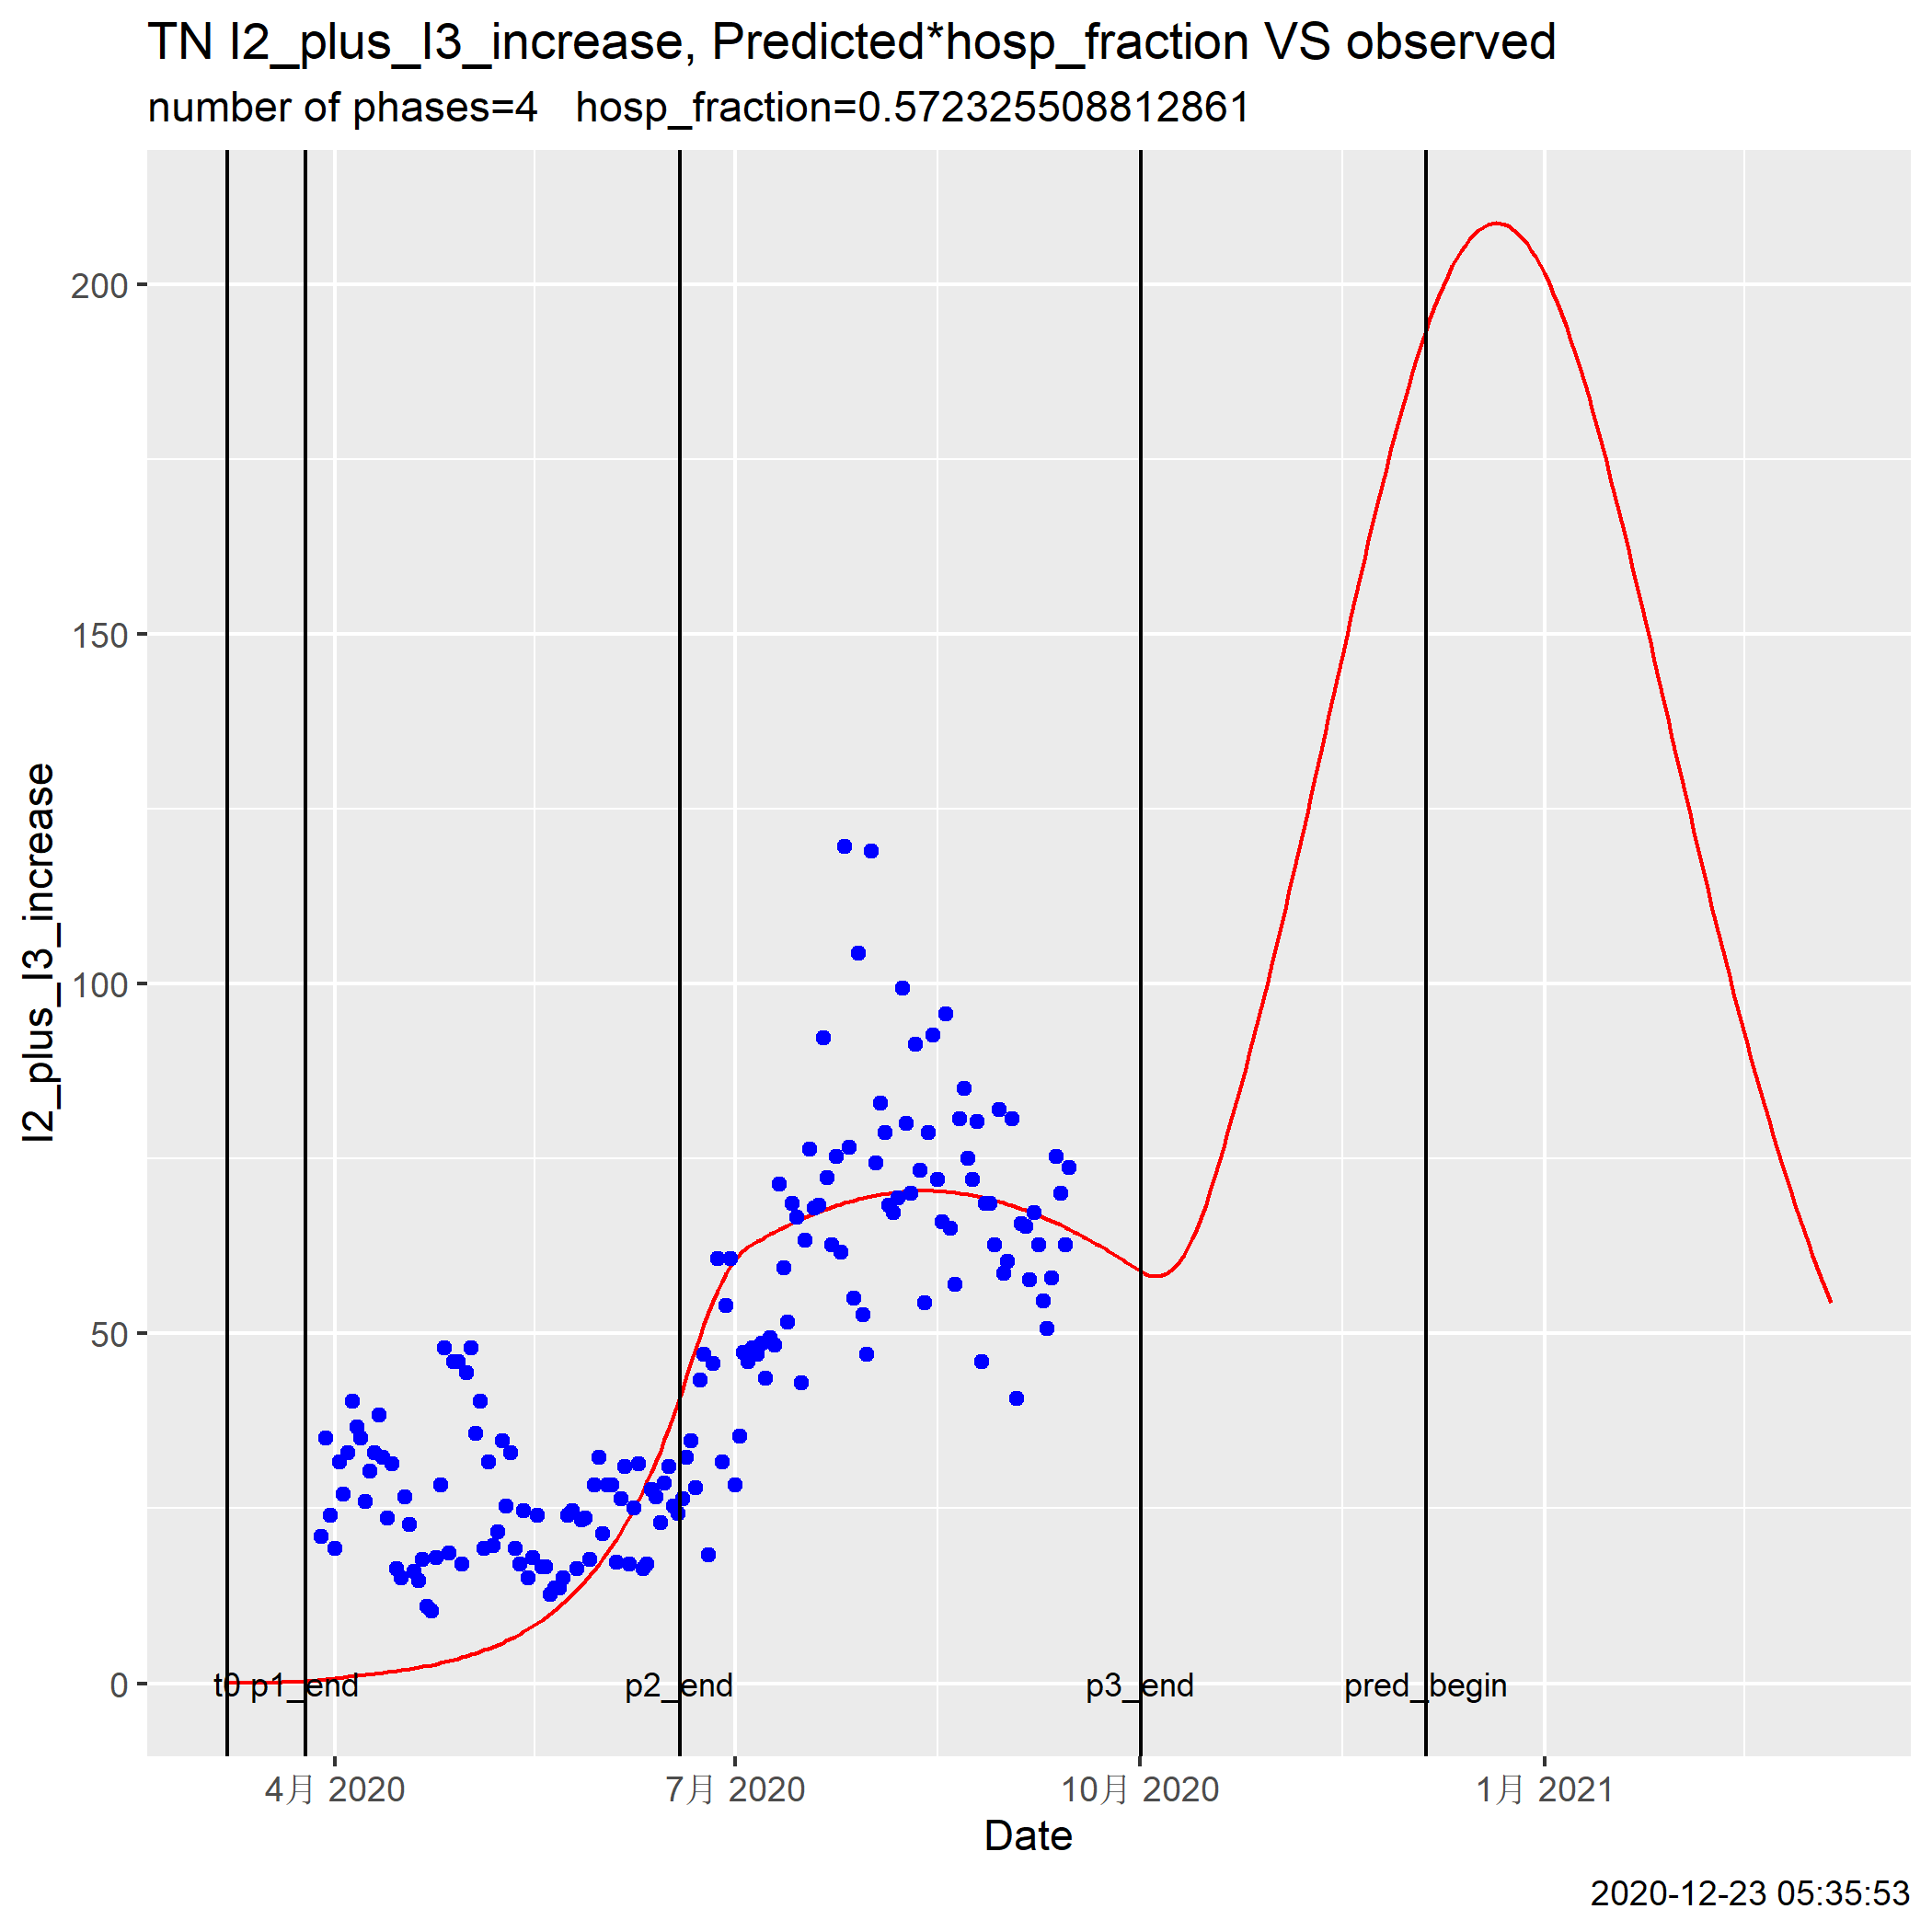 TN I2_plus_I3_increase, Predicted*hosp_fraction VS observed
number of phases=4 hosp_fraction=0.572325508812861
I2_plus_I3_increase
200
150
100
50
0
t0 p1_end p2_end p3_end pred_begin
4月 2020 7月 2020 10月 2020 1月 2021
Date
2020-12-23 05:35:53